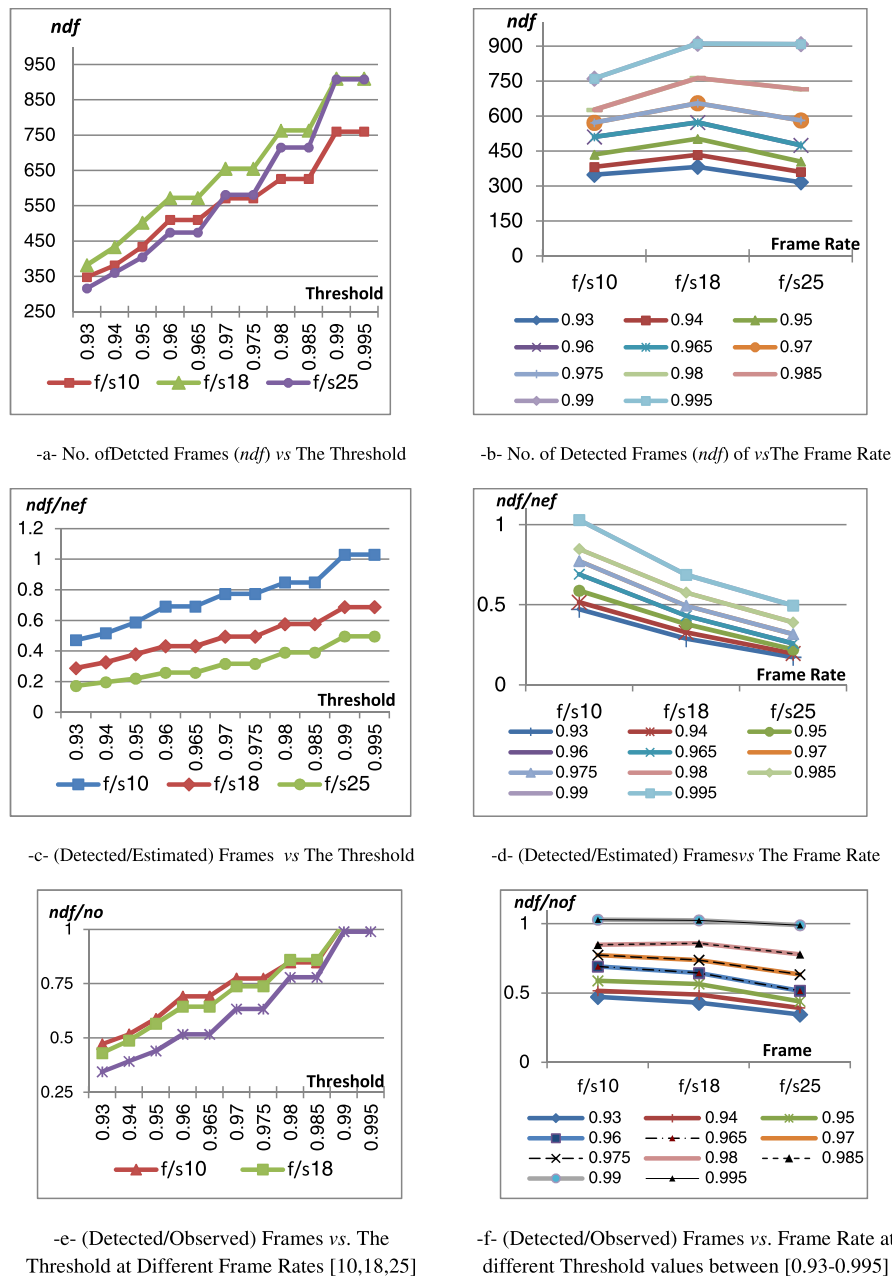 ndf
950
850
750
650
550
450
350
250
Threshold
0.93 0.94 0.95 0.96 0.965 0.97 0.975 0.98 0.985 0.99 0.995
f/s10 f/s18 f/s25
-a- No. ofDetcted Frames (ndf) vs The Threshold
ndf
900
750
600
450
300
150
0
Frame Rate
f/s10 f/s18 f/s25
0.93 0.94 0.95
0.96 0.965 0.97
0.975 0.98 0.985
0.99 0.995
-b- No. of Detected Frames (ndf) of vsThe Frame Rate
ndf/nef
1.2
1
0.8
0.6
0.4
0.2
0
Threshold
0.93 0.94 0.95 0.96 0.965 0.97 0.975 0.98 0.985 0.99 0.995
f/s10 f/s18 f/s25
-c- (Detected/Estimated) Frames vs The Threshold
ndf/nef
1
0.5
0
Frame Rate
f/s10 f/s18 f/s25
0.93 0.94 0.95
0.96 0.965 0.97
0.975 0.98 0.985
0.99 0.995
-d- (Detected/Estimated) Framesvs The Frame Rate
ndf/no
1
0.75
0.5
0.25
Threshold
0.93 0.94 0.95 0.96 0.965 0.97 0.975 0.98 0.985 0.99 0.995
f/s10 f/s18
-e- (Detected/Observed) Frames vs. The
Threshold at Different Frame Rates [10,18,25]
ndf/nof
1
0.5
0
Frame
f/s10 f/s18 f/s25
0.93 0.94 0.95
0.96 0.965 0.97
0.975 0.98 0.985
0.99 0.995
-f- (Detected/Observed) Frames vs. Frame Rate at
different Threshold values between [0.93-0.995]